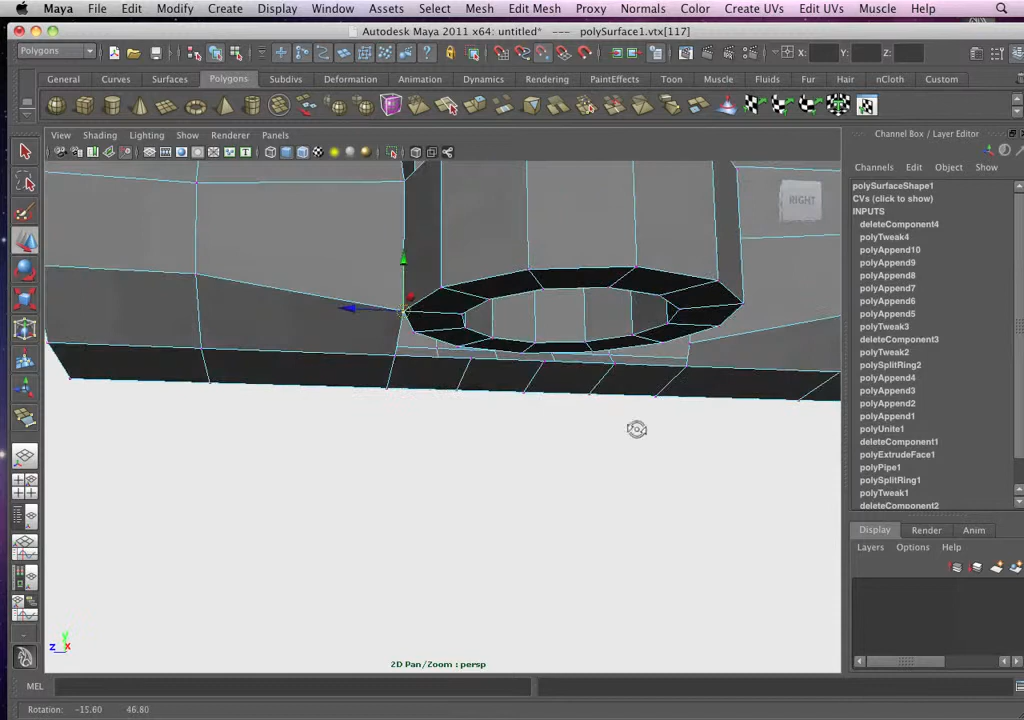 Maya File Edit Modify Create Display Window Assets Select Mesh Edit Mesh Proxy Normals Color Create UVs Edit UVs Muscle Help
Autodesk Maya 2011 x64: untitled* --- polySurface1.vtx[117]
Polygons X: Y: Z:
General Curves Surfaces Polygons Subdivs Deformation Animation Dynamics Rendering PaintEffects Toon Muscle Fluids Fur Hair nCloth Custom
View Shading Lighting Show Renderer Panels
Channel Box / Layer Editor
Channels Edit Object Show
polySurfaceShape1
CVs (click to show)
INPUTS
deleteComponent4
polyTweak4
polyAppend10
polyAppend9
polyAppend8
polyAppend7
polyAppend6
polyAppend5
polyTweak3
deleteComponent3
polyTweak2
polySplitRing2
polyAppend4
polyAppend3
polyAppend2
polyAppend1
polyUnite1
deleteComponent1
polyExtrudeFace1
polyPipe1
polySplitRing1
polyTweak1
deleteComponent2
RIGHT
Display Render Anim
Layers Options Help
y
z x
2D Pan/Zoom : persp
MEL
Rotation: -15.60 46.80